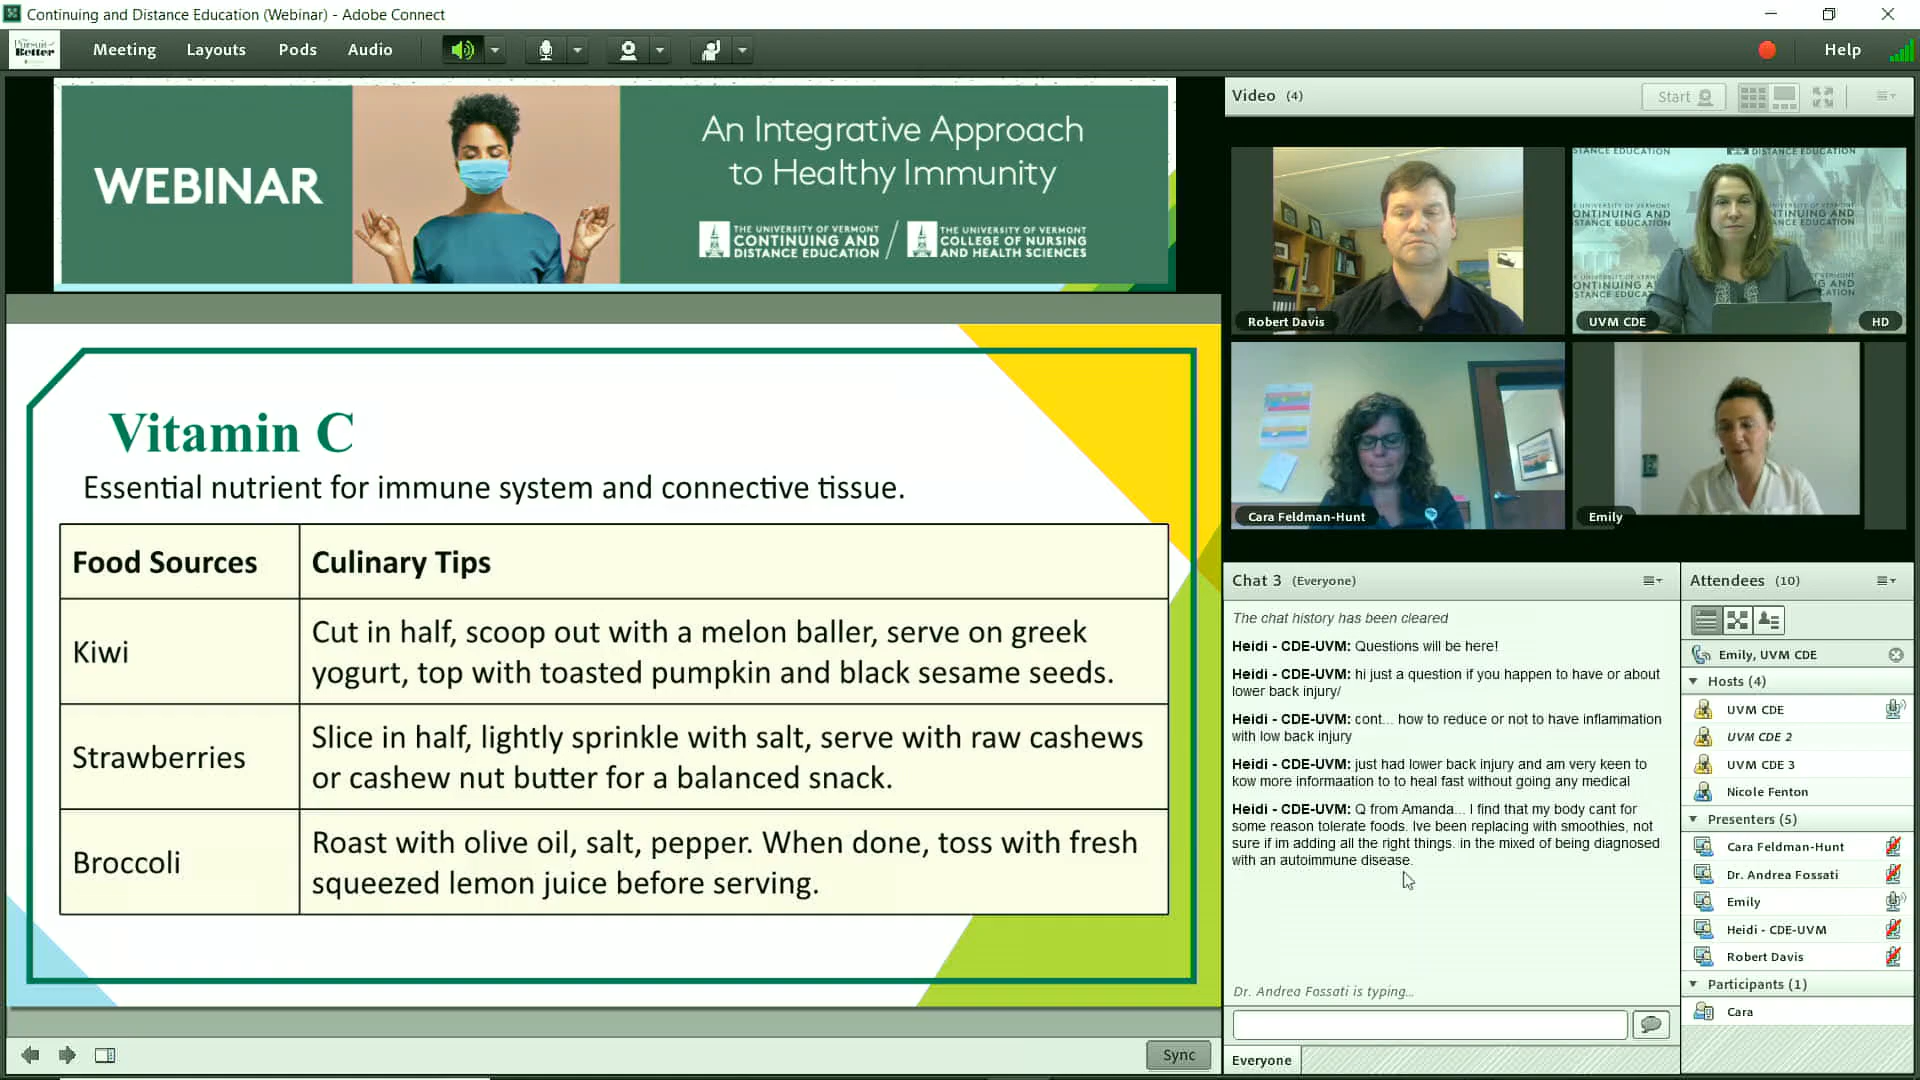 Continuing and Distance Education (Webinar) - Adobe Connect
Pursuit of
Better
Meeting
Layouts
Pods
Audio
Help
WEBINAR
An Integrative Approach
to Healthy Immunity
THE UNIVERSITY OF VERMONT
CONTINUING AND
DISTANCE EDUCATION
THE UNIVERSITY OF VERMONT
COLLEGE OF NURSING
AND HEALTH SCIENCES
Vitamin C
Essential nutrient for immune system and connective tissue.
Food Sources
Culinary Tips
Kiwi
Cut in half, scoop out with a melon baller, serve on greek
yogurt, top with toasted pumpkin and black sesame seeds.
Strawberries
Slice in half, lightly sprinkle with salt, serve with raw cashews
or cashew nut butter for a balanced snack.
Broccoli
Roast with olive oil, salt, pepper. When done, toss with fresh
squeezed lemon juice before serving.
Sync
Video (4)
Start
Robert Davis
UVM CDE
HD
Cara Feldman-Hunt
Emily
Chat 3 (Everyone)
The chat history has been cleared
Heidi - CDE-UVM: Questions will be here!
Heidi - CDE-UVM: hi just a question if you happen to have or about
lower back injury/
Heidi - CDE-UVM: cont... how to reduce or not to have inflammation
with low back injury
Heidi - CDE-UVM: just had lower back injury and am very keen to
kow more informaation to to heal fast without going any medical
Heidi - CDE-UVM: Q from Amanda... I find that my body cant for
some reason tolerate foods. Ive been replacing with smoothies, not
sure if im adding all the right things. in the mixed of being diagnosed
with an autoimmune disease.
Dr. Andrea Fossati is typing...
Everyone
Attendees (10)
Emily, UVM CDE
Hosts (4)
UVM CDE
UVM CDE 2
UVM CDE 3
Nicole Fenton
Presenters (5)
Cara Feldman-Hunt
Dr. Andrea Fossati
Emily
Heidi - CDE-UVM
Robert Davis
Participants (1)
Cara